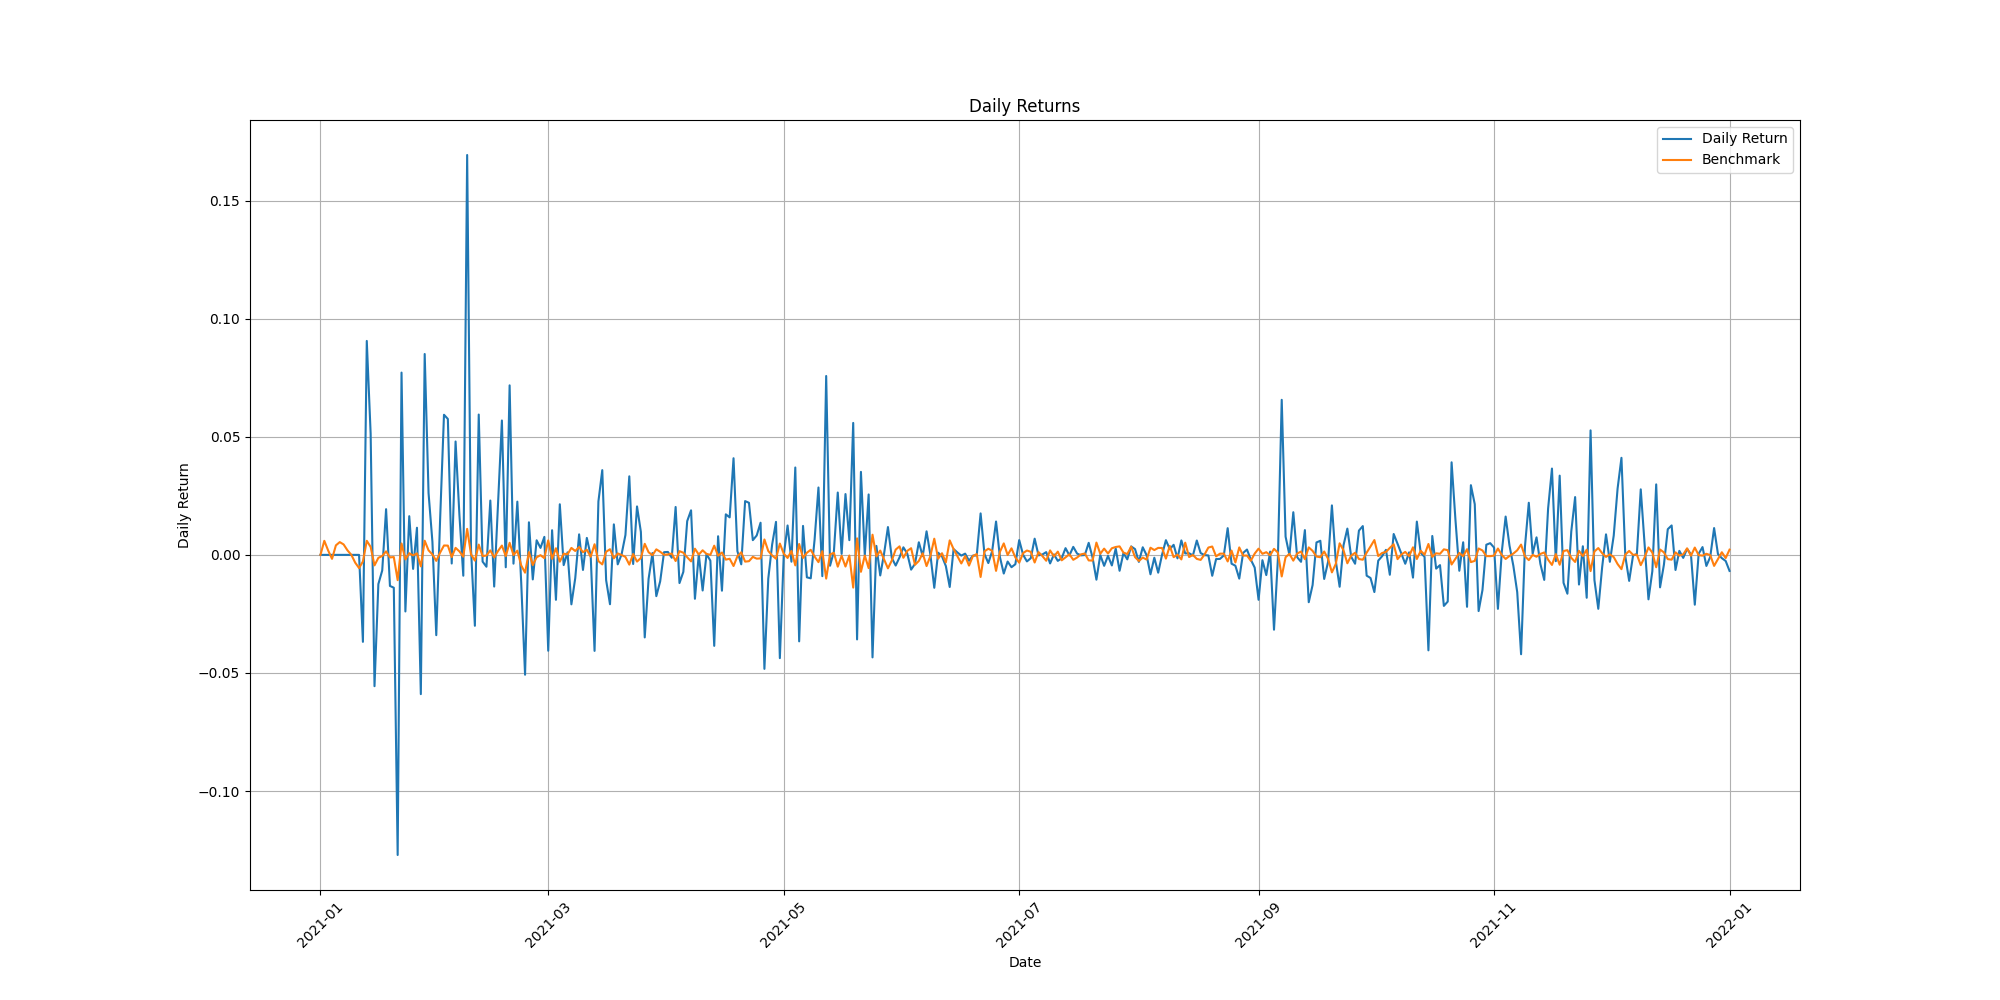 Daily Returns
Daily Return
Benchmark
Daily Return
0.15
0.10
0.05
0.00
−0.05
−0.10
2021-01
2021-03
2021-05
2021-07
2021-09
2021-11
2022-01
Date